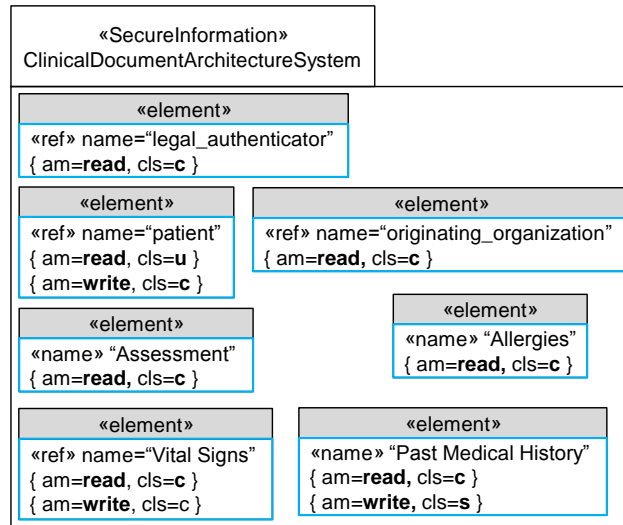 «SecureInformation»
ClinicalDocumentArchitectureSystem
«element»
«ref» name=“legal_authenticator”
{ am=read, cls=c }
«element»
«ref» name=“patient”
{ am=read, cls=u }
{ am=write, cls=c }
«element»
«ref» name=“originating_organization”
{ am=read, cls=c }
«element»
«name» “Assessment”
{ am=read, cls=c }
«element»
«name» “Allergies”
{ am=read, cls=c }
«element»
«ref» name=“Vital Signs”
{ am=read, cls=c }
{ am=write, cls=c }
«element»
«name» “Past Medical History”
{ am=read, cls=c }
{ am=write, cls=s }